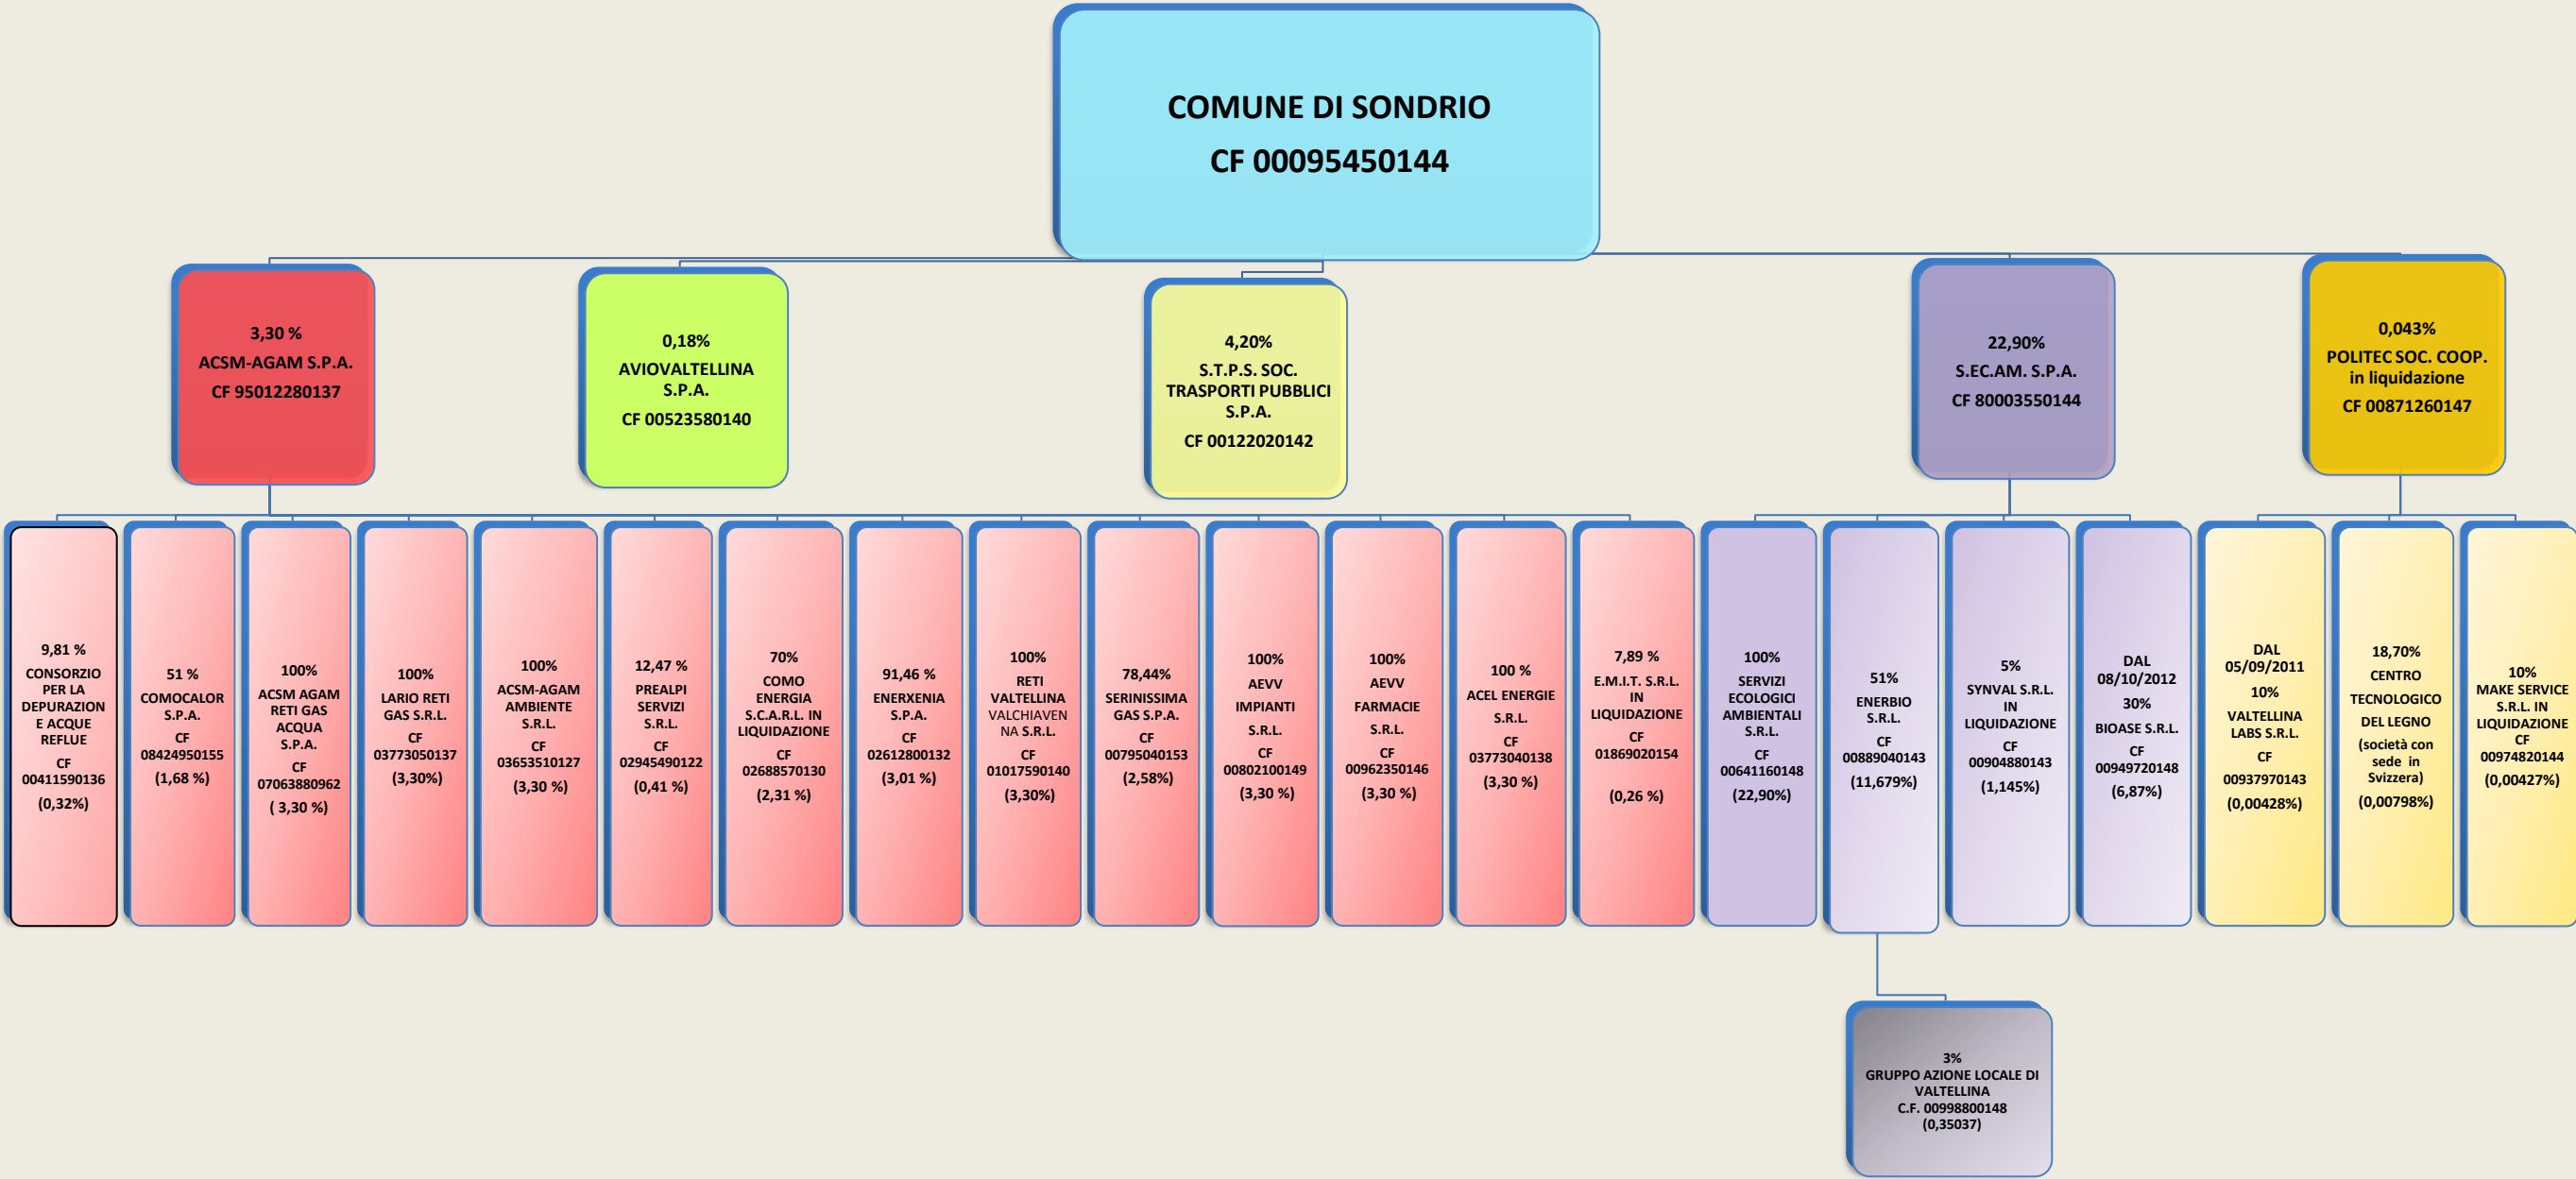 COMUNE DI SONDRIO
CF 00095450144
3,30 %
ACSM-AGAM S.P.A.
CF 95012280137
0,18%
AVIOVALTELLINA
S.P.A.
CF 00523580140
4,20%
S.T.P.S. SOC.
TRASPORTI PUBBLICI
S.P.A.
CF 00122020142
22,90%
S.EC.AM. S.P.A.
CF 80003550144
0,043%
POLITEC SOC. COOP.
in liquidazione
CF 00871260147
9,81 %
CONSORZIO
PER LA
DEPURAZION
E ACQUE
REFLUE
CF
00411590136
(0,32%)
51 %
COMOCALOR
S.P.A.
CF
08424950155
(1,68 %)
100%
ACSM AGAM
RETI GAS
ACQUA
S.P.A.
CF
07063880962
( 3,30 %)
100%
LARIO RETI
GAS S.R.L.
CF
03773050137
(3,30%)
100%
ACSM-AGAM
AMBIENTE
S.R.L.
CF
03653510127
(3,30 %)
12,47 %
PREALPI
SERVIZI
S.R.L.
CF
02945490122
(0,41 %)
70%
COMO
ENERGIA
S.C.A.R.L. IN
LIQUIDAZIONE
CF
02688570130
(2,31 %)
91,46 %
ENERXENIA
S.P.A.
CF
02612800132
(3,01 %)
100%
RETI
VALTELLINA
VALCHIAVEN
NA S.R.L.
CF
01017590140
(3,30%)
78,44%
SERINISSIMA
GAS S.P.A.
CF
00795040153
(2,58%)
100%
AEVV
IMPIANTI
S.R.L.
CF
00802100149
(3,30 %)
100%
AEVV
FARMACIE
S.R.L.
CF
00962350146
(3,30 %)
100 %
ACEL ENERGIE
S.R.L.
CF
03773040138
(3,30 %)
7,89 %
E.M.I.T. S.R.L.
IN
LIQUIDAZIONE
CF
01869020154
(0,26 %)
100%
SERVIZI
ECOLOGICI
AMBIENTALI
S.R.L.
CF
00641160148
(22,90%)
51%
ENERBIO
S.R.L.
CF
00889040143
(11,679%)
5%
SYNVAL S.R.L.
IN
LIQUIDAZIONE
CF
00904880143
(1,145%)
DAL
08/10/2012
30%
BIOASE S.R.L.
CF
00949720148
(6,87%)
DAL
05/09/2011
10%
VALTELLINA
LABS S.R.L.
CF
00937970143
(0,00428%)
18,70%
CENTRO
TECNOLOGICO
DEL LEGNO
(società con
sede in
Svizzera)
(0,00798%)
10%
MAKE SERVICE
S.R.L. IN
LIQUIDAZIONE
CF
00974820144
(0,00427%)
3%
GRUPPO AZIONE LOCALE DI
VALTELLINA
C.F. 00998800148
(0,35037)